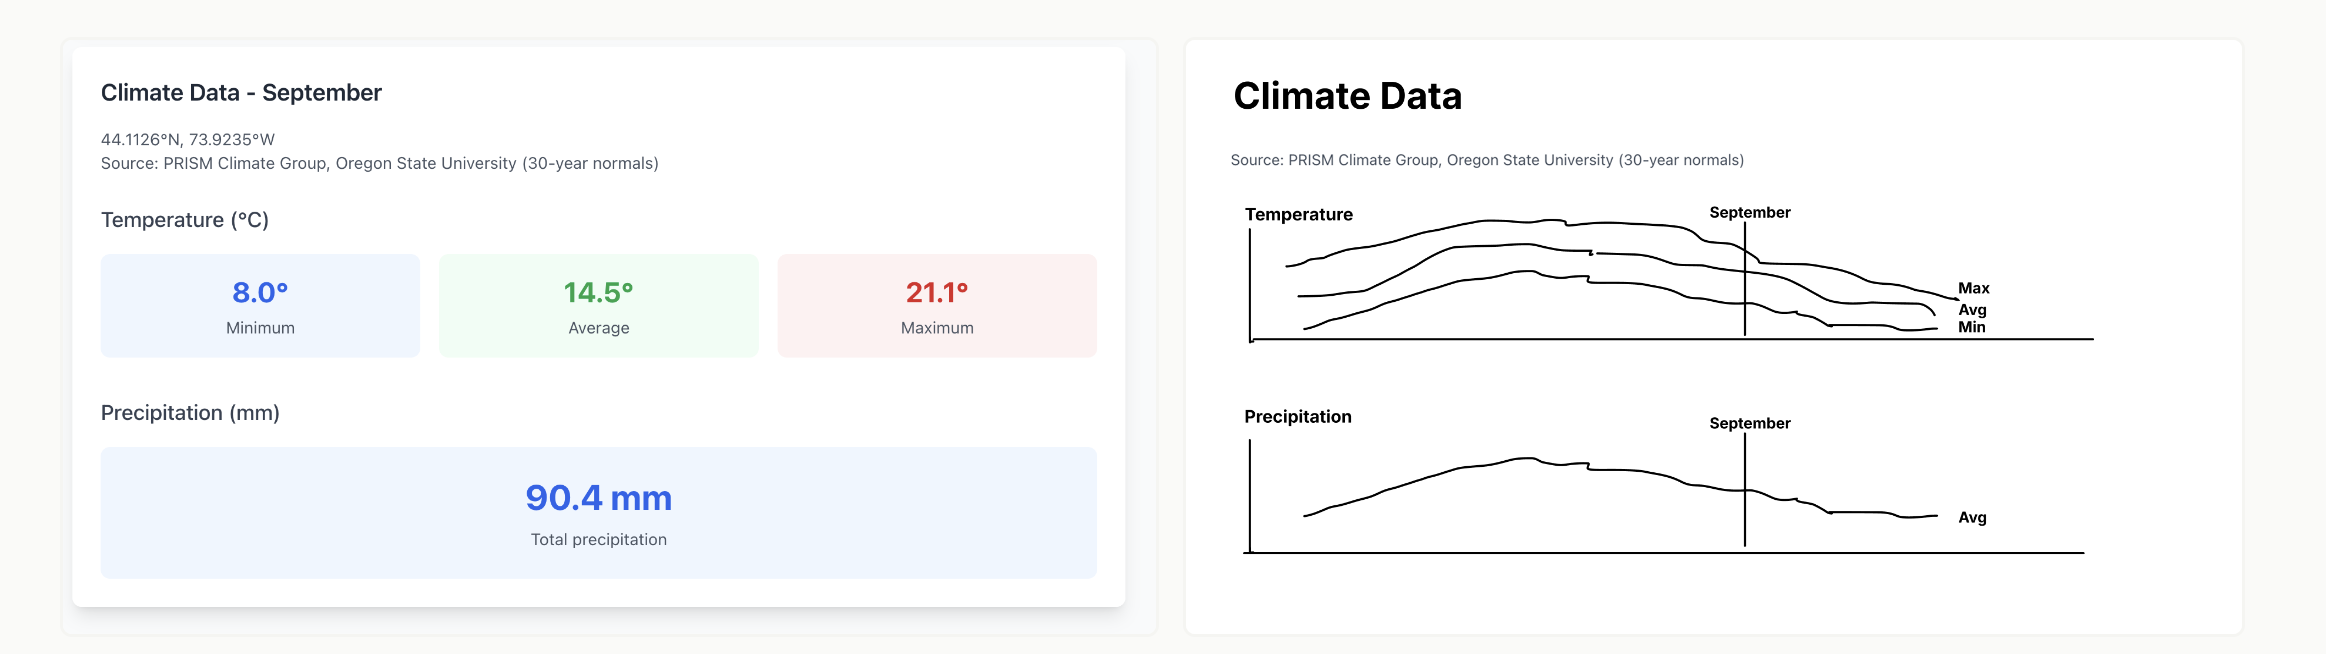 Climate Data - September
44.1126°N, 73.9235°W
Source: PRISM Climate Group, Oregon State University (30-year normals)
Temperature (°C)
8.0°
Minimum
14.5°
Average
21.1°
Maximum
Precipitation (mm)
90.4 mm
Total precipitation
Climate Data
Source: PRISM Climate Group, Oregon State University (30-year normals)
Temperature
September
Max
Avg
Min
Precipitation
September
Avg